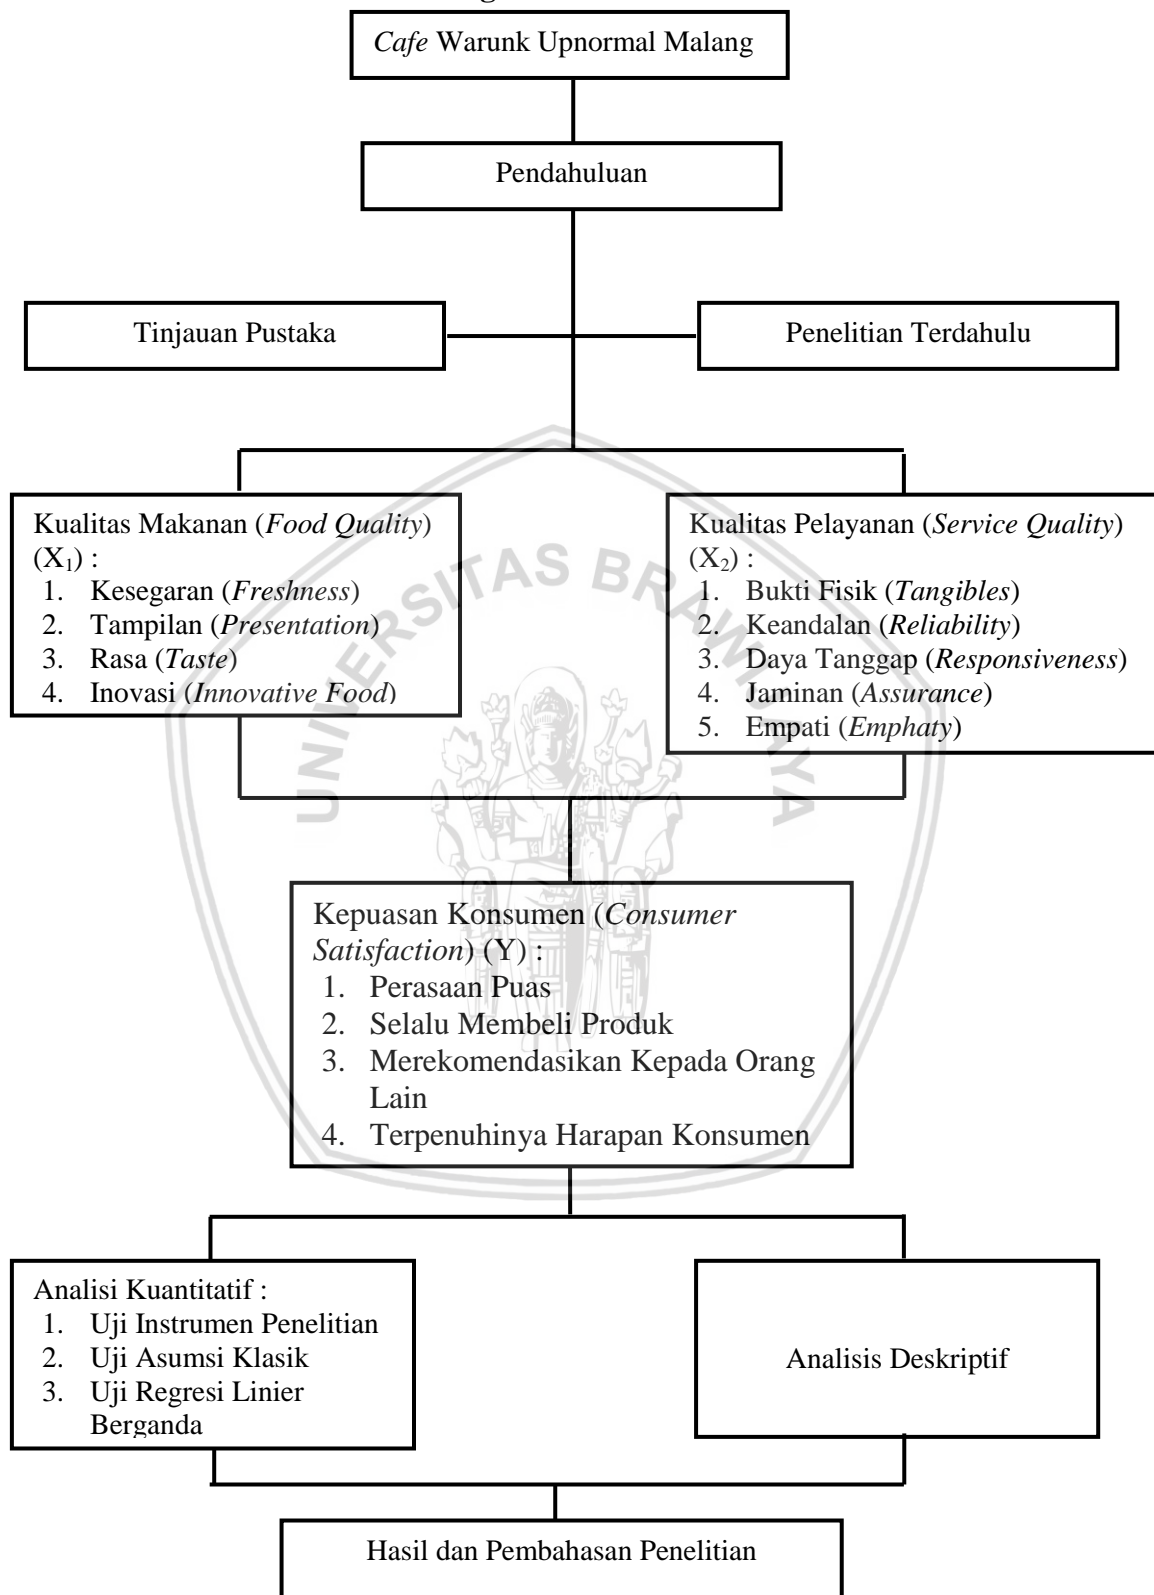 Cafe Warunk Upnormal Malang
Pendahuluan
Tinjauan Pustaka
Penelitian Terdahulu
Kualitas Makanan (Food Quality)
(X₁) :
1. Kesegaran (Freshness)
2. Tampilan (Presentation)
3. Rasa (Taste)
4. Inovasi (Innovative Food)
Kualitas Pelayanan (Service Quality)
(X₂) :
1. Bukti Fisik (Tangibles)
2. Keandalan (Reliability)
3. Daya Tanggap (Responsiveness)
4. Jaminan (Assurance)
5. Empati (Emphaty)
UNIVERSITAS BRAWIJAYA
Kepuasan Konsumen (Consumer
Satisfaction) (Y) :
1. Perasaan Puas
2. Selalu Membeli Produk
3. Merekomendasikan Kepada Orang
Lain
4. Terpenuhinya Harapan Konsumen
Analisi Kuantitatif :
1. Uji Instrumen Penelitian
2. Uji Asumsi Klasik
3. Uji Regresi Linier
Berganda
Analisis Deskriptif
Hasil dan Pembahasan Penelitian